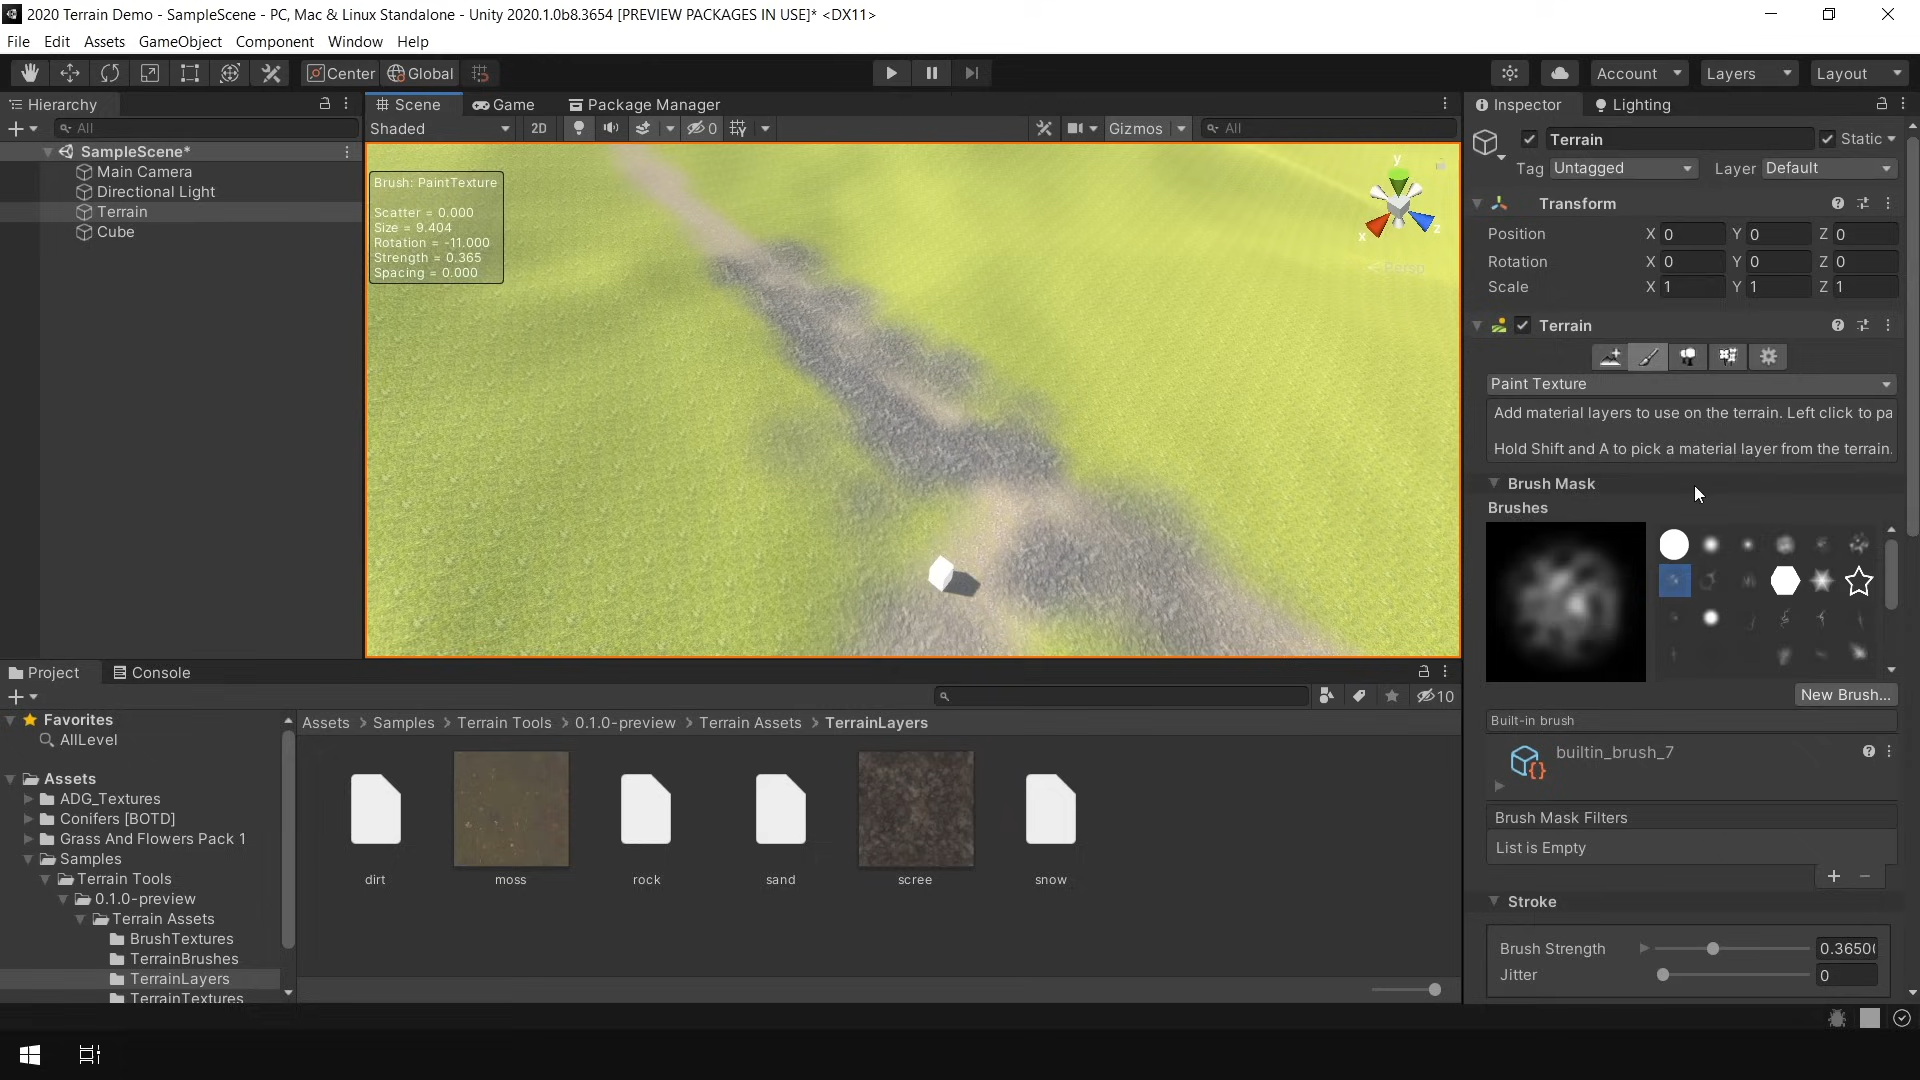 2020 Terrain Demo - SampleScene - PC, Mac & Linux Standalone - Unity 2020.1.0b8.3654 [PREVIEW PACKAGES IN USE]* <DX11>
File Edit Assets GameObject Component Window Help
Center Global
Account Layers Layout
Hierarchy
All
SampleScene*
Main Camera
Directional Light
Terrain
Cube
Scene Game Package Manager
Shaded 2D 0 Gizmos All
Brush: PaintTexture
Scatter = 0.000
Size = 9.404
Rotation = -11.000
Strength = 0.365
Spacing = 0.000
y
x z
Persp
Inspector Lighting
Terrain Static
Tag Untagged Layer Default
Transform
Position X 0 Y 0 Z 0
Rotation X 0 Y 0 Z 0
Scale X 1 Y 1 Z 1
Terrain
Paint Texture
Add material layers to use on the terrain. Left click to pa
Hold Shift and A to pick a material layer from the terrain.
Brush Mask
Brushes
New Brush...
Built-in brush
builtin_brush_7
Brush Mask Filters
List is Empty
Stroke
Brush Strength 0.3650
Jitter 0
Project Console
10
Favorites
AllLevel
Assets
ADG_Textures
Conifers [BOTD]
Grass And Flowers Pack 1
Samples
Terrain Tools
0.1.0-preview
Terrain Assets
BrushTextures
TerrainBrushes
TerrainLayers
TerrainTextures
Assets > Samples > Terrain Tools > 0.1.0-preview > Terrain Assets > TerrainLayers
dirt moss rock sand scree snow